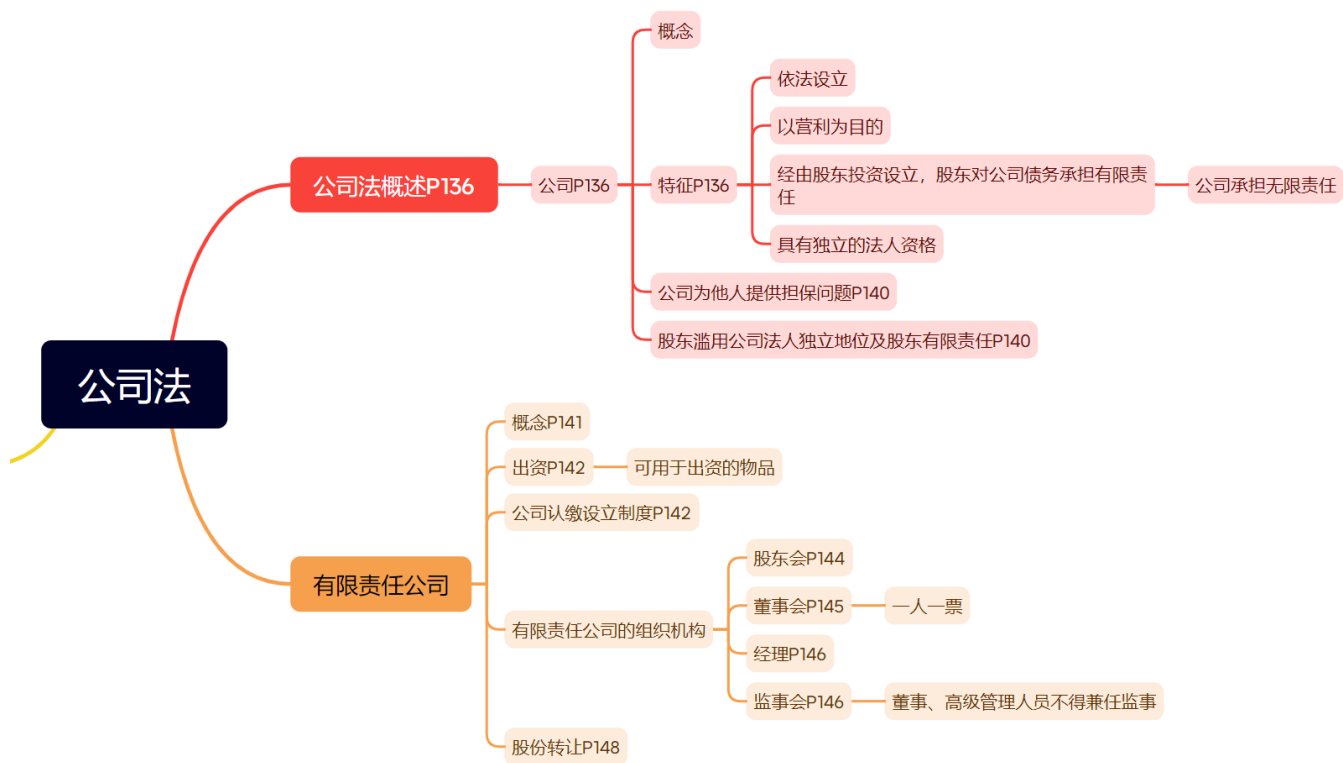 公司法
公司法概述P136
公司P136
概念
特征P136
依法设立
以营利为目的
经由股东投资设立，股东对公司债务承担有限责
任
公司承担无限责任
具有独立的法人资格
公司为他人提供担保问题P140
股东滥用公司法人独立地位及股东有限责任P140
有限责任公司
概念P141
出资P142
可用于出资的物品
公司认缴设立制度P142
有限责任公司的组织机构
股东会P144
董事会P145
一人一票
经理P146
监事会P146
董事、高级管理人员不得兼任监事
股份转让P148